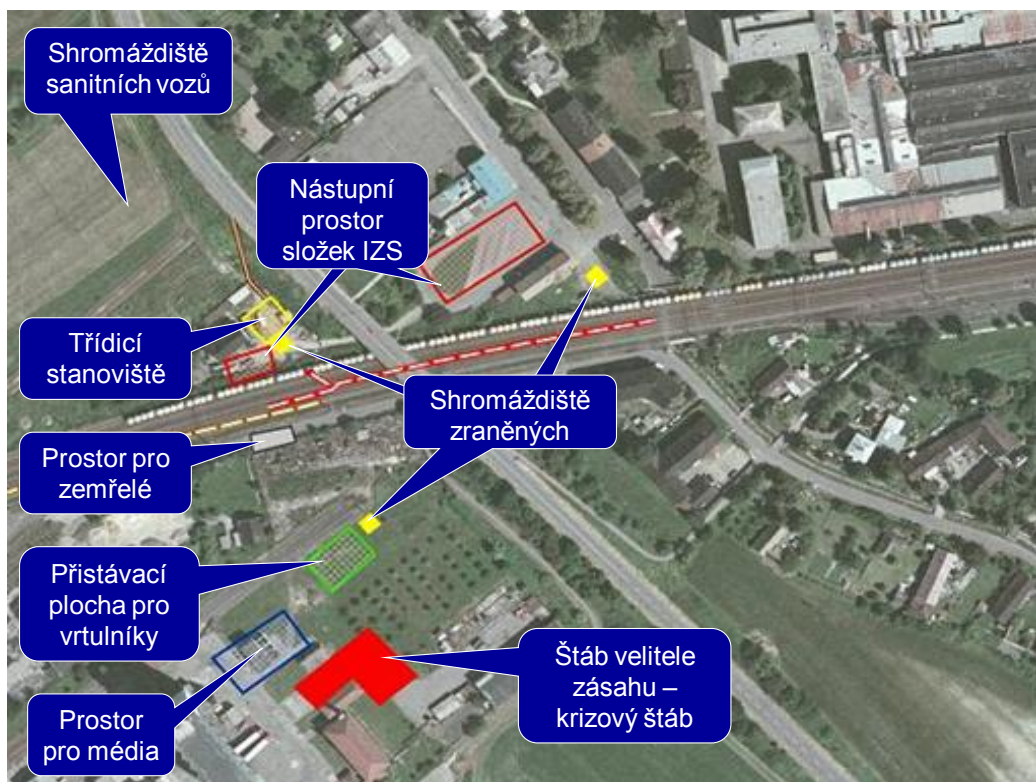 Shromáždiště
sanitních vozů
Nástupní
prostor
složek IZS
Třídicí
stanoviště
Shromáždiště
zraněných
Prostor pro
zemřelé
Přistávací
plocha pro
vrtulníky
Štáb velitele
zásahu –
krizový štáb
Prostor
pro média